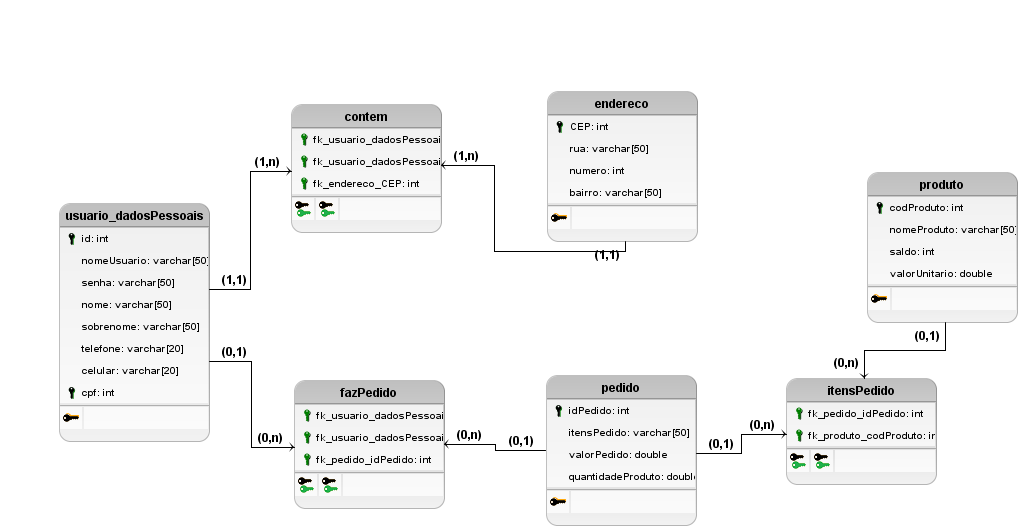 contem
fk_usuario_dadosPessoai
fk_usuario_dadosPessoai
fk_endereco_CEP: int
endereco
CEP: int
rua: varchar[50]
numero: int
bairro: varchar[50]
produto
codProduto: int
nomeProduto: varchar[50]
saldo: int
valorUnitario: double
usuario_dadosPessoais
id: int
nomeUsuario: varchar[50]
senha: varchar[50]
nome: varchar[50]
sobrenome: varchar[50]
telefone: varchar[20]
celular: varchar[20]
cpf: int
(1,n)
(1,n)
(1,1)
(1,1)
(0,1)
(0,n)
(0,1)
(0,n)
(0,n)
(0,1)
(0,1)
(0,n)
fazPedido
fk_usuario_dadosPessoai
fk_usuario_dadosPessoai
fk_pedido_idPedido: int
pedido
idPedido: int
itensPedido: varchar[50]
valorPedido: double
quantidadeProduto: doubl
itensPedido
fk_pedido_idPedido: int
fk_produto_codProduto: in